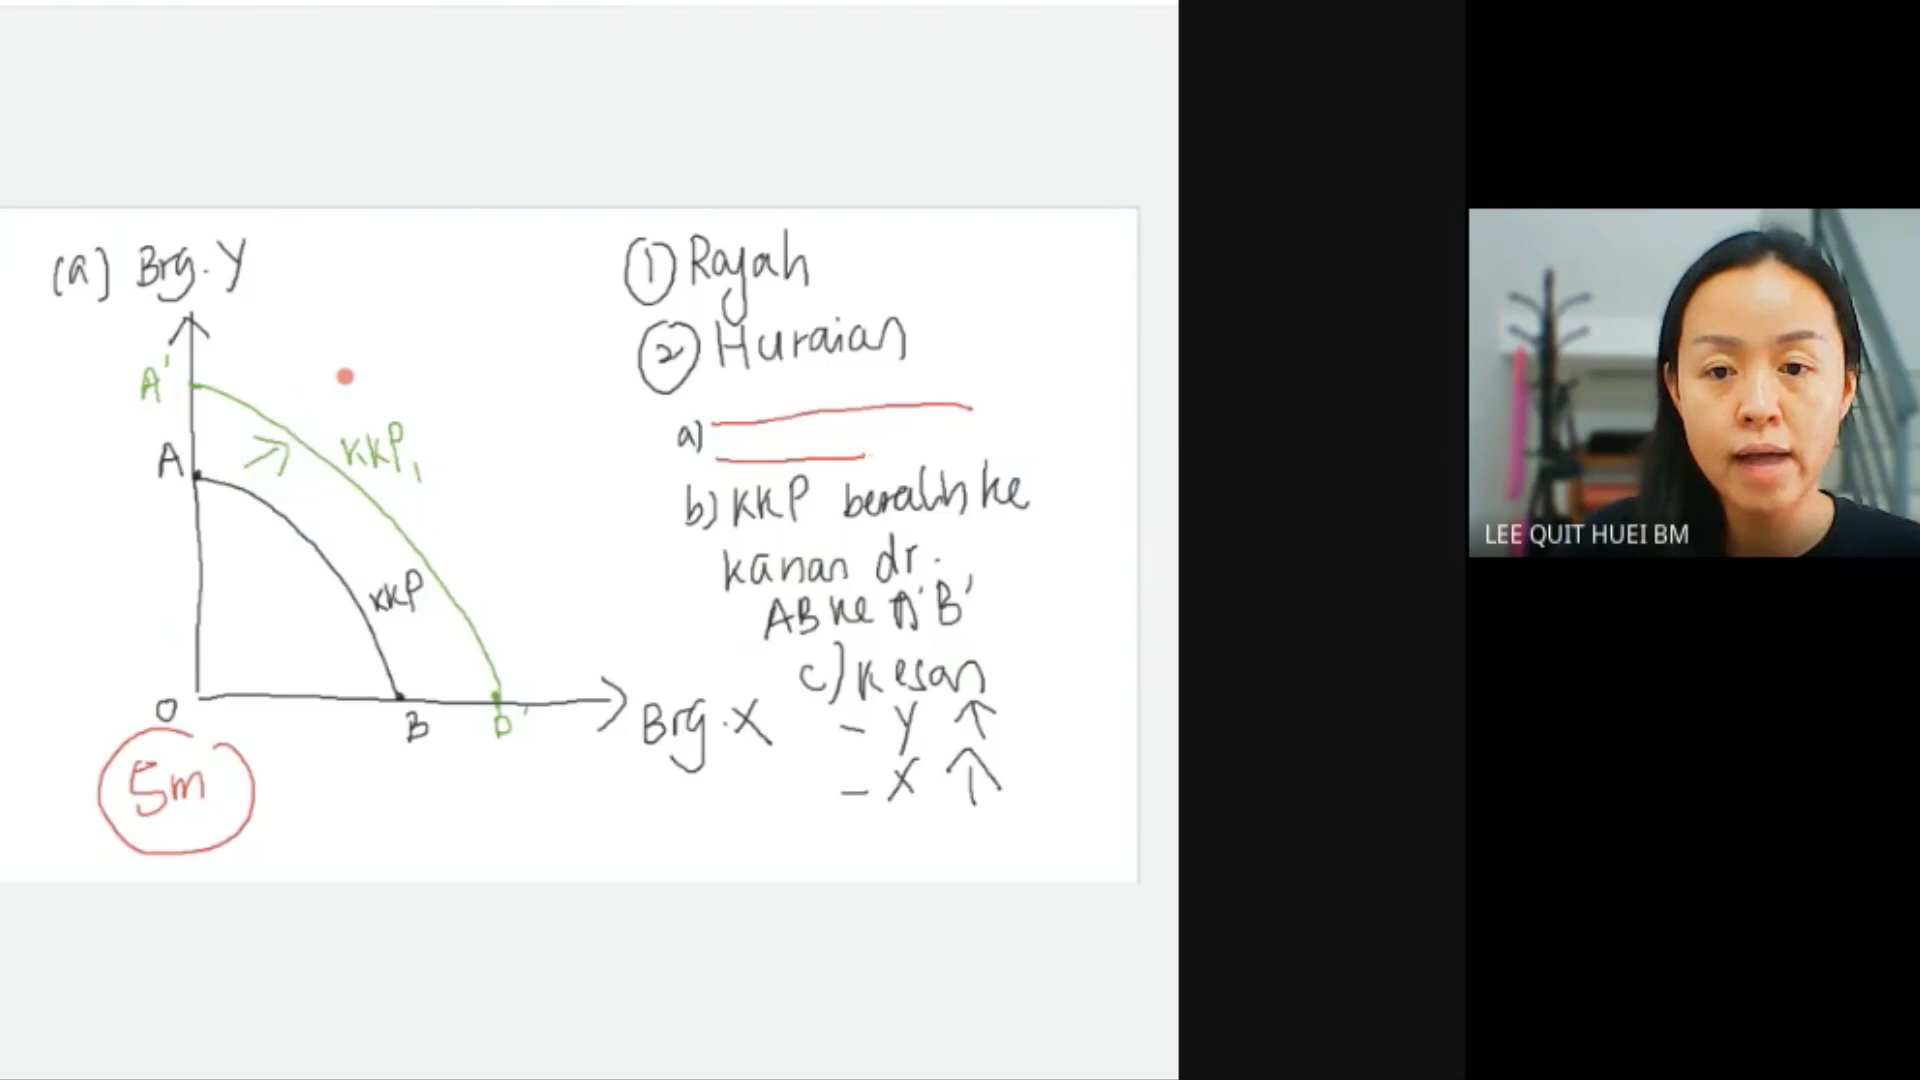 (a) Brg. Y
A'
A
KKP₁
KKP
O
B
B'
Brg. X
5m
① Rajah
② Huraian
a)
b) KKP beralih ke
kanan dr.
AB ke A'B'
c) Kesan
- Y ↑
- X ↑
LEE QUIT HUEI BM